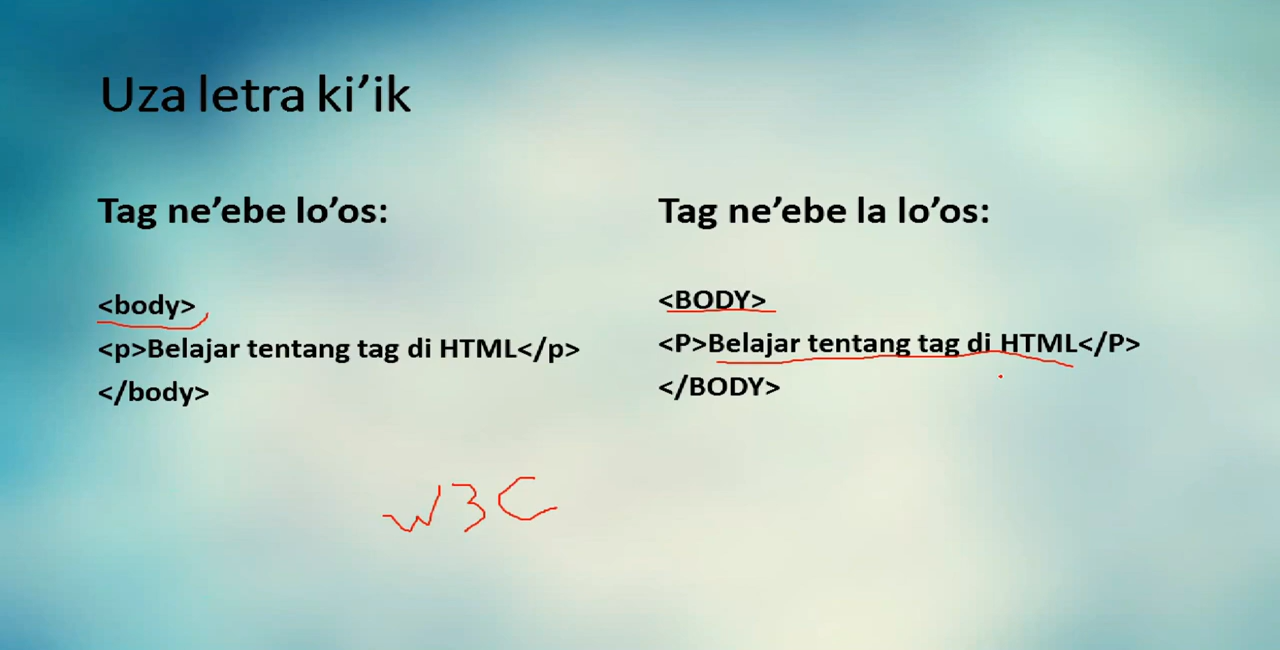 Uza letra ki’ik
Tag ne’ebe lo’os:
<body>
<p>Belajar tentang tag di HTML</p>
</body>
Tag ne’ebe la lo’os:
<BODY>
<P>Belajar tentang tag di HTML</P>
</BODY>
W3C